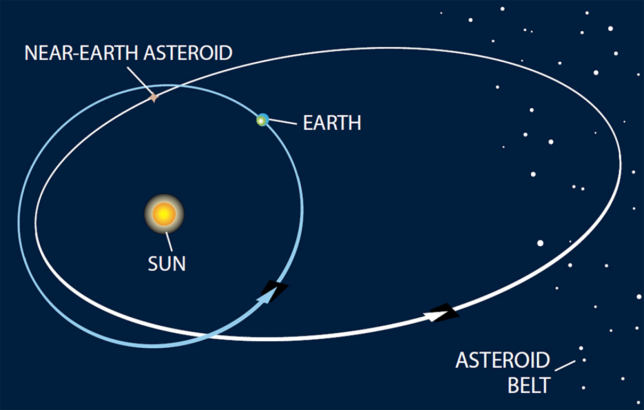 NEAR-EARTH ASTEROID
EARTH
SUN
ASTEROID
BELT